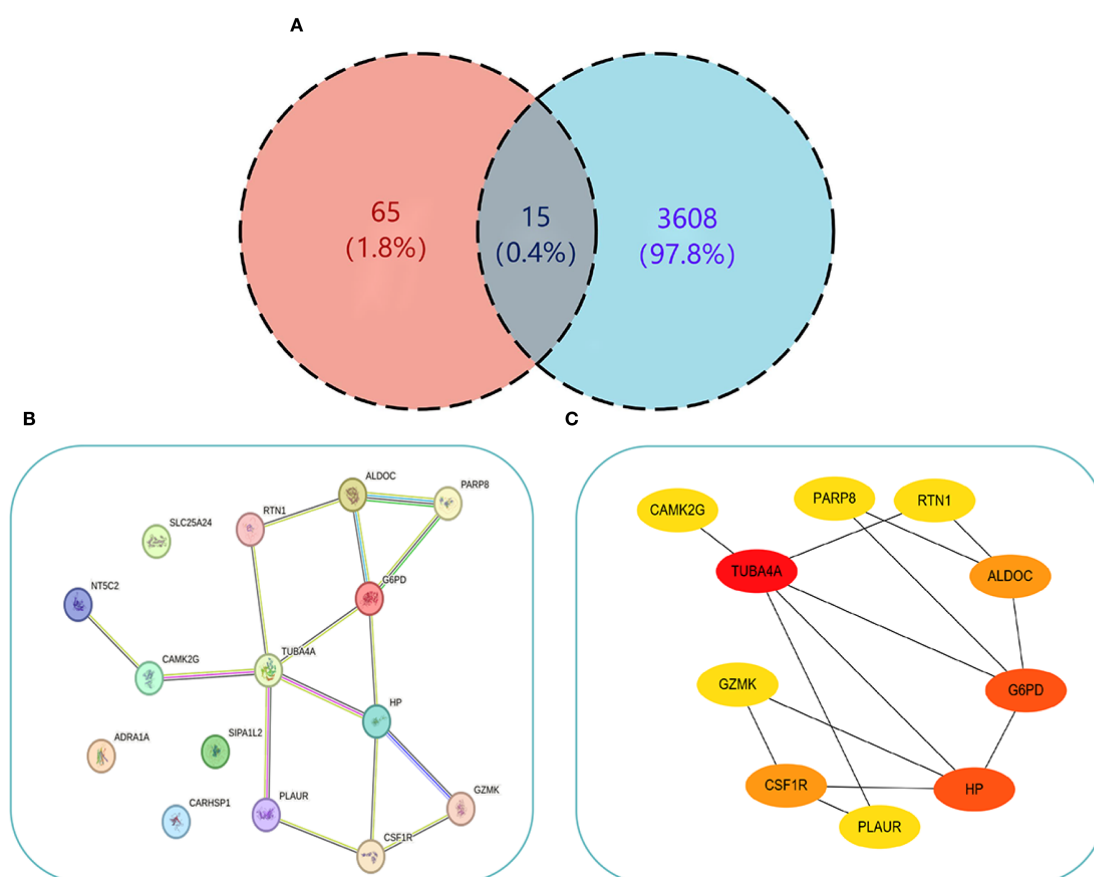 A
65
(1.8%)
15
(0.4%)
3608
(97.8%)
B
ALDOC
PARP8
RTN1
SLC25A24
G6PD
NT5C2
TUBA4A
CAMK2G
HP
ADRA1A
SIPA1L2
PLAUR
GZMK
CARHSP1
CSF1R
C
PARP8
RTN1
CAMK2G
TUBA4A
ALDOC
GZMK
G6PD
CSF1R
HP
PLAUR